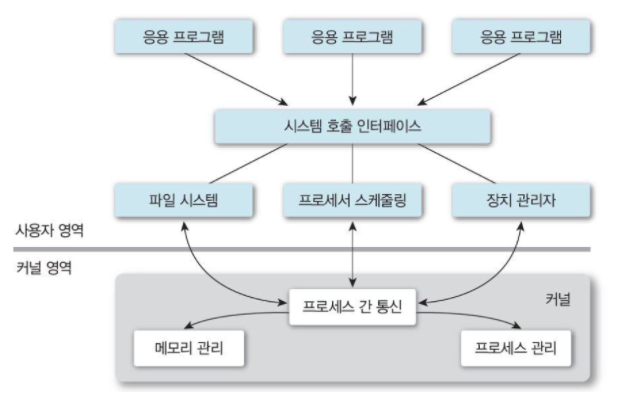 응용 프로그램
응용 프로그램
응용 프로그램
시스템 호출 인터페이스
파일 시스템
프로세서 스케줄링
장치 관리자
사용자 영역
커널 영역
커널
프로세스 간 통신
메모리 관리
프로세스 관리